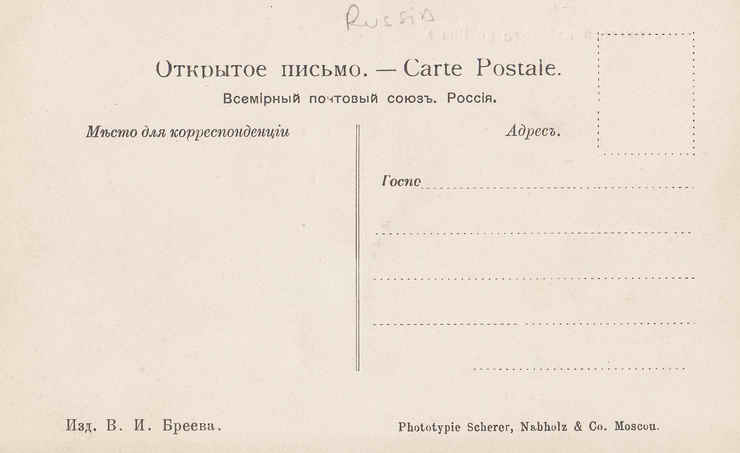 Russia
Открытое письмо. — Carte Postale.
Всемірный почтовый союзъ. Россія.
Мѣсто для корреспонденціи
Адресъ.
Госпо
Изд. В. И. Бреева.
Phototypie Scherer, Nabholz & Co. Moscou.